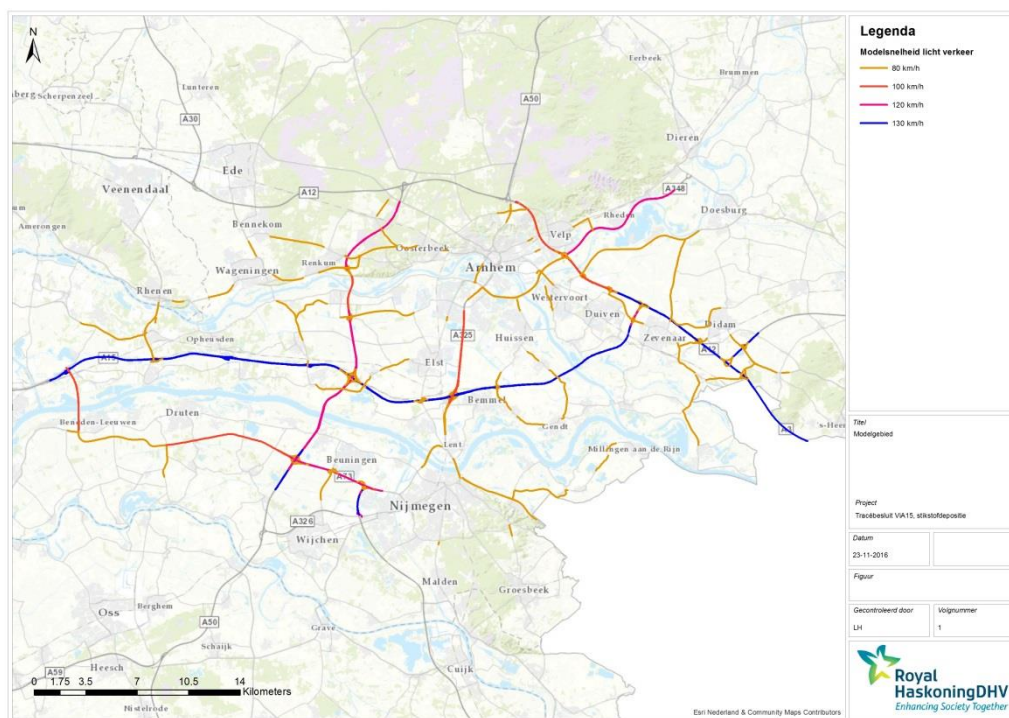 N
Lunteren
Scherpenzeel
A30
A50
Eerbeek
Brummen
Dieren
Ede
Veenendaal
A12
A348
Rheden
Doesburg
Amerongen
Bennekom
Oosterbeek
Velp
Renkum
Wageningen
Arnhem
Rhenen
Westervoort
Duiven
Didam
A325
Huissen
Zevenaar
A12
Opheusden
A15
Elst
Bemmel
A3
Druten
Beneden-Leeuwen
Gendt
Lent
Millingen aan de Rijn
Beuningen
A73
Nijmegen
A326
Wijchen
Malden
Groesbeek
Oss
Berghem
A50
Grave
Schaijk
Cuijk
A59
Heesch
Nistelrode
0 1.75 3.5 7 10.5 14
Kilometers
Esri Nederland & Community Maps Contributors
Legenda
Modelsnelheid licht verkeer
80 km/h
100 km/h
120 km/h
130 km/h
Titel
Modelgebied
Project
Tracébesluit ViA15, stikstofdepositie
Datum
23-11-2016
Figuur
Gecontroleerd door
Volgnummer
LH
1
Royal
HaskoningDHV
Enhancing Society Together